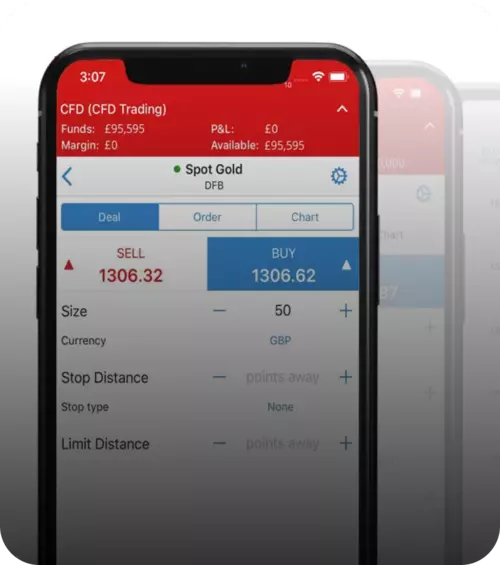 3:07
10
CFD (CFD Trading)
Funds: £95,595 P&L: £0
Margin: £0 Available: £95,595
Spot Gold
DFB
Deal Order Chart
SELL BUY
1306.32 1306.62
Size 50
Currency GBP
Stop Distance points away
Stop type None
Limit Distance points away